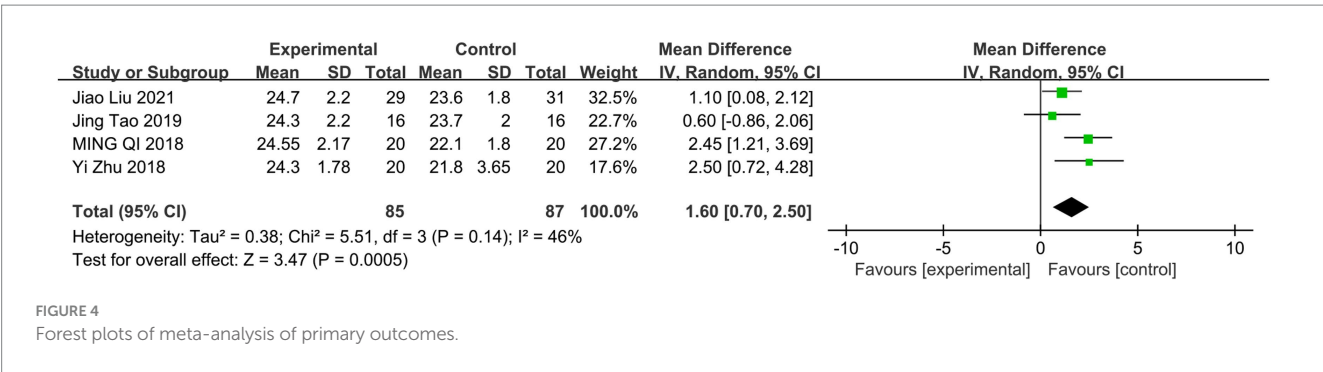 Experimental Control Mean Difference Mean Difference
Study or Subgroup Mean SD Total Mean SD Total Weight IV, Random, 95% CI IV, Random, 95% CI
Jiao Liu 2021 24.7 2.2 29 23.6 1.8 31 32.5% 1.10 [0.08, 2.12]
Jing Tao 2019 24.3 2.2 16 23.7 2 16 22.7% 0.60 [-0.86, 2.06]
MING QI 2018 24.55 2.17 20 22.1 1.8 20 27.2% 2.45 [1.21, 3.69]
Yi Zhu 2018 24.3 1.78 20 21.8 3.65 20 17.6% 2.50 [0.72, 4.28]
Total (95% CI) 85 87 100.0% 1.60 [0.70, 2.50]
Heterogeneity: Tau² = 0.38; Chi² = 5.51, df = 3 (P = 0.14); I² = 46%
Test for overall effect: Z = 3.47 (P = 0.0005)
-10 -5 0 5 10
Favours [experimental] Favours [control]
FIGURE 4
Forest plots of meta-analysis of primary outcomes.